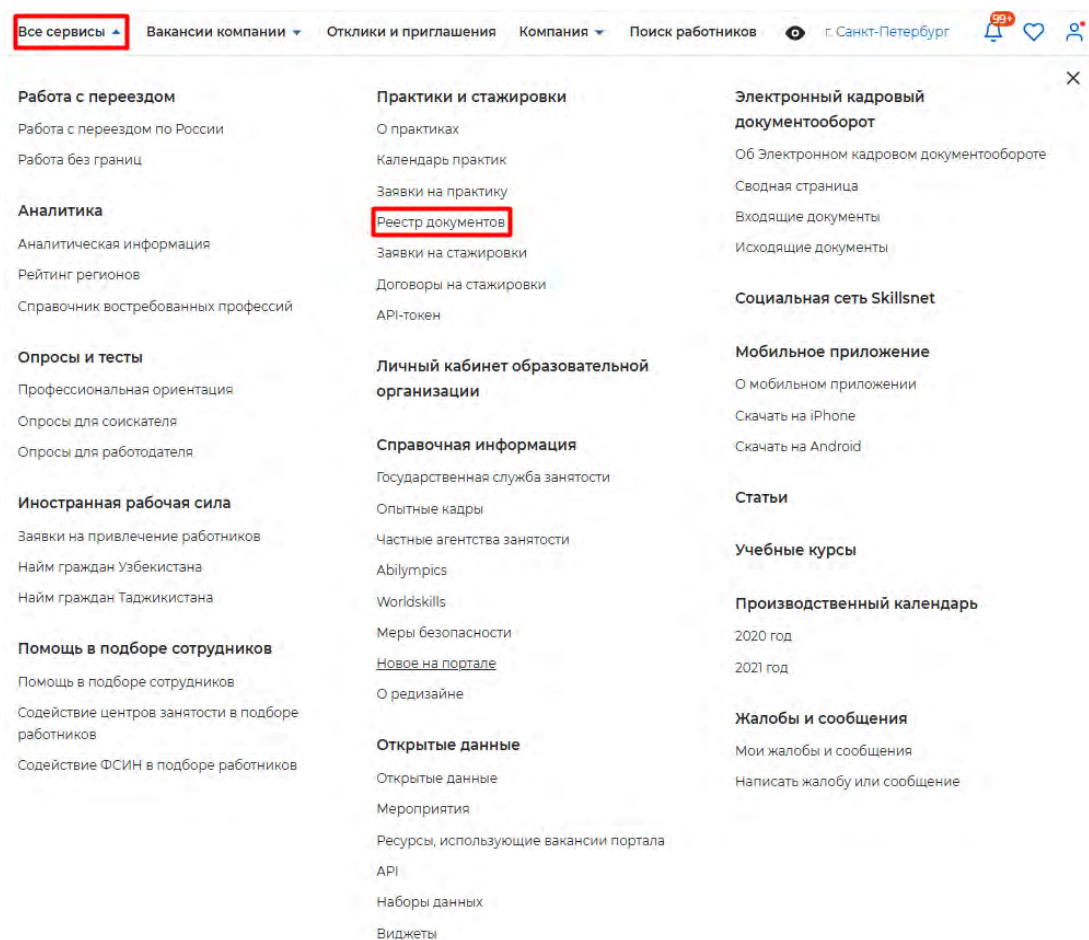 Все сервисы
Вакансии компании
Отклики и приглашения
Компания
Поиск работников
г. Санкт-Петербург
99+
Работа с переездом
Работа с переездом по России
Работа без границ
Аналитика
Аналитическая информация
Рейтинг регионов
Справочник востребованных профессий
Опросы и тесты
Профессиональная ориентация
Опросы для соискателя
Опросы для работодателя
Иностранная рабочая сила
Заявки на привлечение работников
Найм граждан Узбекистана
Найм граждан Таджикистана
Помощь в подборе сотрудников
Помощь в подборе сотрудников
Содействие центров занятости в подборе
работников
Содействие ФСИН в подборе работников
Практики и стажировки
О практиках
Календарь практик
Заявки на практику
Реестр документов
Заявки на стажировки
Договоры на стажировки
API-токен
Личный кабинет образовательной
организации
Справочная информация
Государственная служба занятости
Опытные кадры
Частные агентства занятости
Abilympics
Worldskills
Меры безопасности
Новое на портале
О редизайне
Открытые данные
Открытые данные
Мероприятия
Ресурсы, использующие вакансии портала
API
Наборы данных
Виджеты
Электронный кадровый
документооборот
Об Электронном кадровом документообороте
Сводная страница
Входящие документы
Исходящие документы
Социальная сеть Skillsnet
Мобильное приложение
О мобильном приложении
Скачать на iPhone
Скачать на Android
Статьи
Учебные курсы
Производственный календарь
2020 год
2021 год
Жалобы и сообщения
Мои жалобы и сообщения
Написать жалобу или сообщение